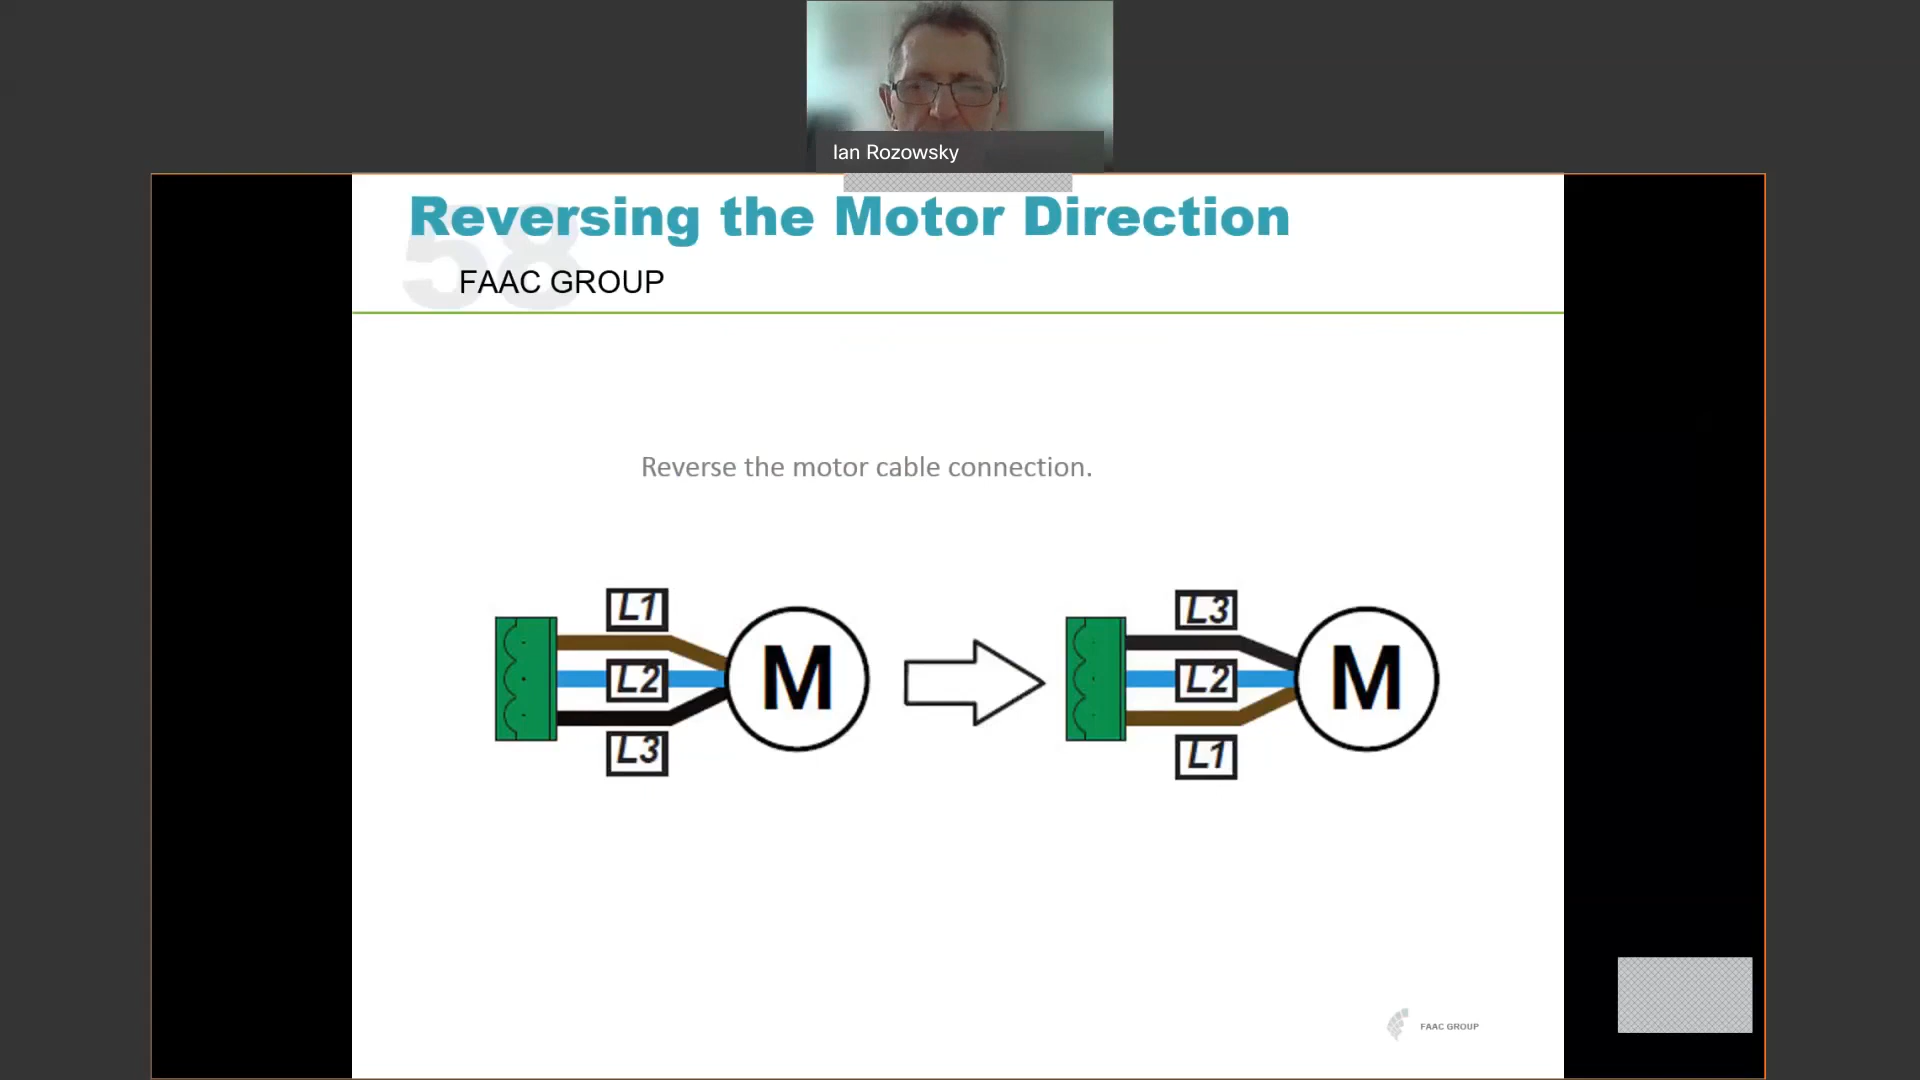 Ian Rozowsky
58
Reversing the Motor Direction
FAAC GROUP
Reverse the motor cable connection.
L1
L2
L3
M
L3
L2
L1
M
FAAC GROUP